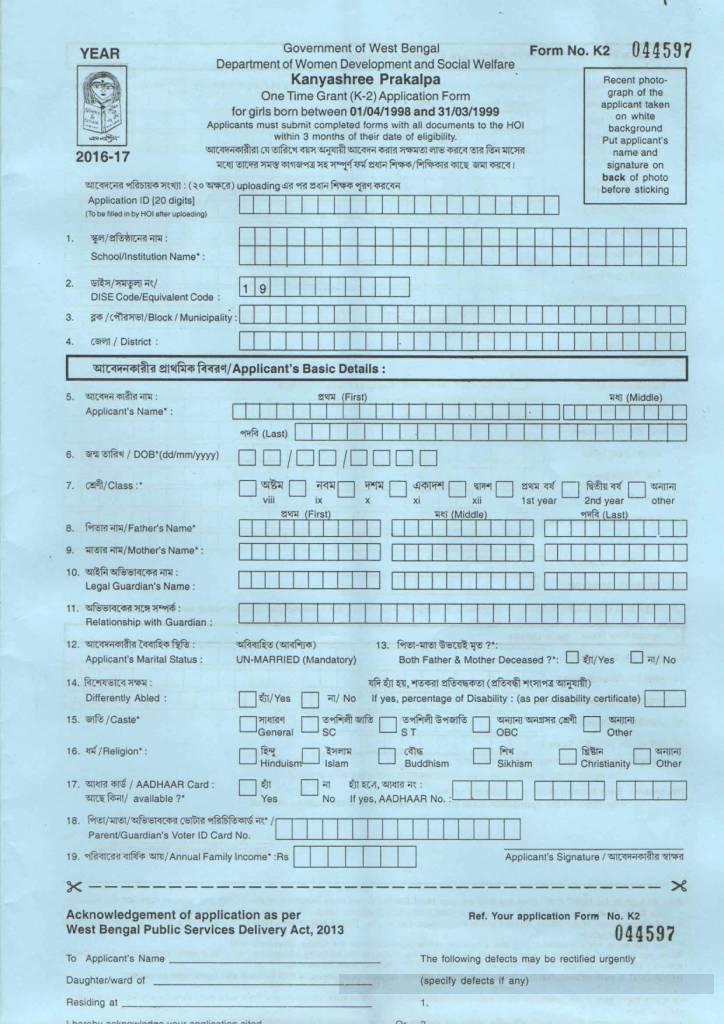 YEAR
2016-17
Government of West Bengal
Form No. K2 044597
Department of Women Development and Social Welfare
Kanyashree Prakalpa
One Time Grant (K-2) Application Form
for girls born between 01/04/1998 and 31/03/1999
Applicants must submit completed forms with all documents to the HOI
within 3 months of their date of eligibility.
আবেদনকারীরা যে তারিখে বয়স অনুযায়ী আবেদন করার সক্ষমতা লাভ করবে তার তিন মাসের
মধ্যে তাদের সমস্ত কাগজপত্র সহ সম্পূর্ণ ফর্ম প্রধান শিক্ষক/শিক্ষিকার কাছে জমা করবে।
Recent photo-
graph of the
applicant taken
on white
background
Put applicant's
name and
signature on
back of photo
before sticking
আবেদনের পরিচায়ক সংখ্যা : (২০ অক্ষরে) uploading এর পর প্রধান শিক্ষক পূরণ করবেন
Application ID [20 digits]
(To be filled in by HOI after uploading)
1. স্কুল/প্রতিষ্ঠানের নাম :
School/Institution Name* :
2. ডাইস/সমতুল্য নং/
DISE Code/Equivalent Code : 1 9
3. ব্লক /পৌরসভা/Block / Municipality :
4. জেলা / District :
আবেদনকারীর প্রাথমিক বিবরণ/Applicant's Basic Details :
5. আবেদন কারীর নাম : প্রথম (First) মধ্য (Middle)
Applicant's Name* :
পদবি (Last)
6. জন্ম তারিখ / DOB*(dd/mm/yyyy) / /
7. শ্রেণী/Class :* অষ্টম নবম দশম একাদশ দ্বাদশ প্রথম বর্ষ দ্বিতীয় বর্ষ অন্যান্য
viii ix x xi xii 1st year 2nd year other
প্রথম (First) মধ্য (Middle) পদবি (Last)
8. পিতার নাম/Father's Name*
9. মাতার নাম/Mother's Name* :
10. আইনি অভিভাবকের নাম :
Legal Guardian's Name :
11. অভিভাবকের সঙ্গে সম্পর্ক :
Relationship with Guardian :
12. আবেদনকারীর বৈবাহিক স্থিতি : অবিবাহিত (আবশ্যিক) 13. পিতা-মাতা উভয়েই মৃত ?*:
Applicant's Marital Status : UN-MARRIED (Mandatory) Both Father & Mother Deceased ?*: হ্যাঁ/Yes না/ No
14. বিশেষভাবে সক্ষম : যদি হ্যাঁ হয়, শতকরা প্রতিবন্ধকতা (প্রতিবন্ধী শংসাপত্র আনুযায়ী)
Differently Abled : হ্যাঁ/Yes না/ No If yes, percentage of Disability : (as per disability certificate)
15. জাতি /Caste* সাধারণ তপশিলী জাতি তপশিলী উপজাতি অন্যান্য অনগ্রসর শ্রেণী অন্যান্য
General SC S T OBC Other
16. ধর্ম /Religion* : হিন্দু ইসলাম বৌদ্ধ শিখ খ্রিষ্টান অন্যান্য
Hinduism Islam Buddhism Sikhism Christianity Other
17. আধার কার্ড / AADHAAR Card : হ্যাঁ না হ্যাঁ হলে, আধার নং :
আছে কিনা/ available ?* Yes No If yes, AADHAAR No. :
18. পিতা/মাতা/অভিভাবকের ভোটার পরিচিতিকার্ড নং* /
Parent/Guardian's Voter ID Card No.
19. পরিবারের বার্ষিক আয়/Annual Family Income* :Rs
Applicant's Signature / আবেদনকারীর স্বাক্ষর
Acknowledgement of application as per
West Bengal Public Services Delivery Act, 2013
Ref. Your application Form No. K2
044597
To Applicant's Name
The following defects may be rectified urgently
Daughter/ward of
(specify defects if any)
Residing at
1.
I hereby acknowledge your application cited
Or 2